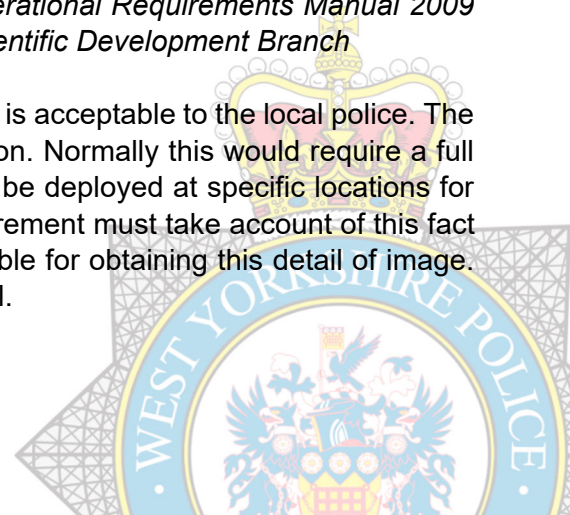 erational Requirements Manual 2009
entific Development Branch
is acceptable to the local police. The
on. Normally this would require a full
be deployed at specific locations for
rement must take account of this fact
ble for obtaining this detail of image.
WEST YORKSHIRE POLICE